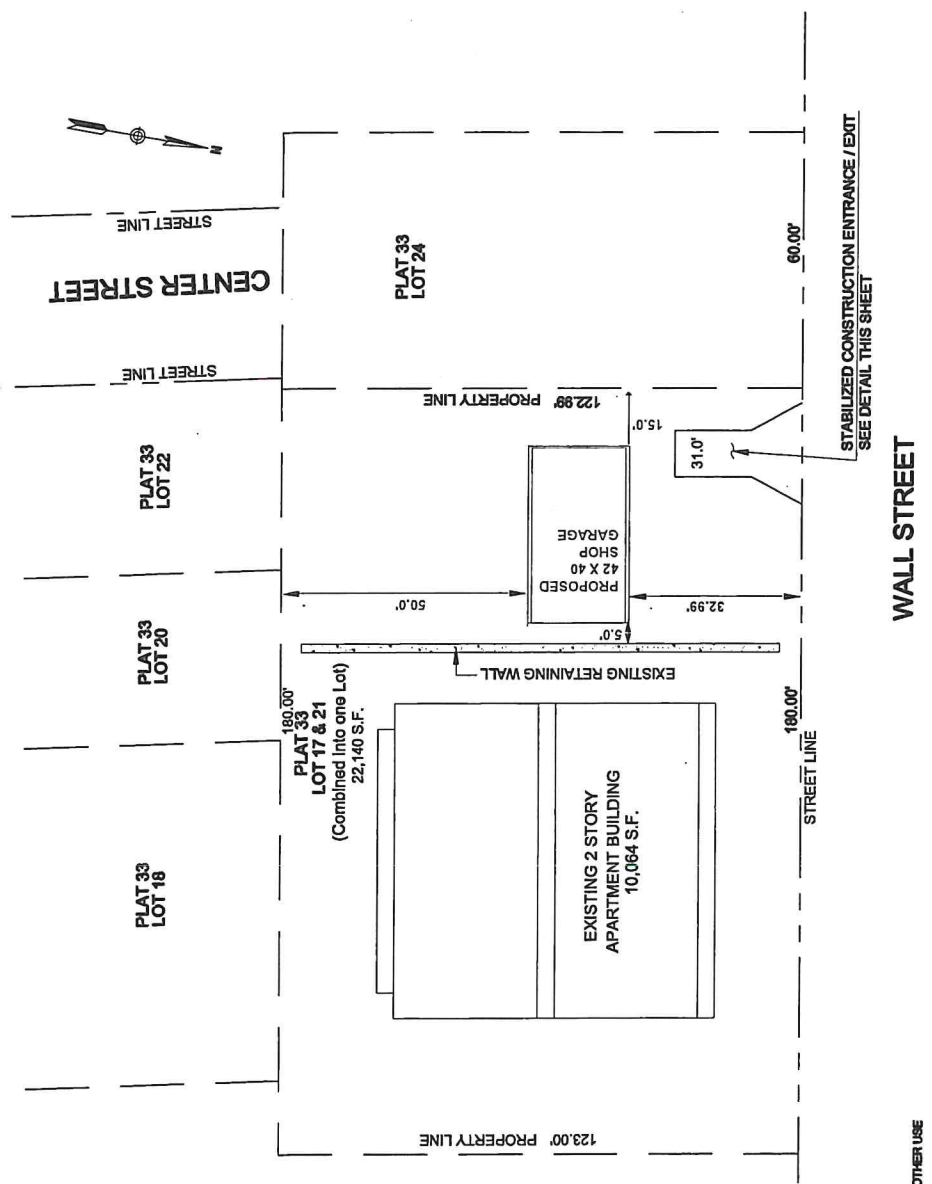 N
STREET LINE
CENTER STREET
STREET LINE
PLAT 33
LOT 22
PLAT 33
LOT 20
PLAT 33
LOT 18
PLAT 33
LOT 24
60.00'
122.99' PROPERTY LINE
15.0'
31.0'
STABILIZED CONSTRUCTION ENTRANCE / EXIT
SEE DETAIL THIS SHEET
PROPOSED
42 X 40
SHOP
GARAGE
50.0'
32.99'
5.0'
EXISTING RETAINING WALL
180.00'
PLAT 33
LOT 17 & 21
(Combined Into one Lot)
22,140 S.F.
EXISTING 2 STORY
APARTMENT BUILDING
10,064 S.F.
180.00'
STREET LINE
WALL STREET
123.00' PROPERTY LINE
OTHER USE